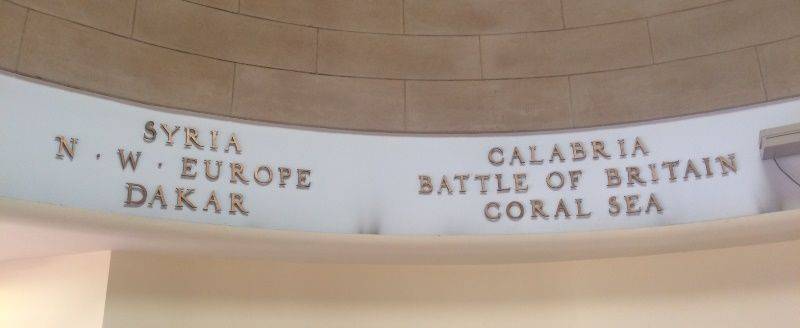 SYRIA
N. W. EUROPE
DAKAR
CALABRIA
BATTLE OF BRITAIN
CORAL SEA